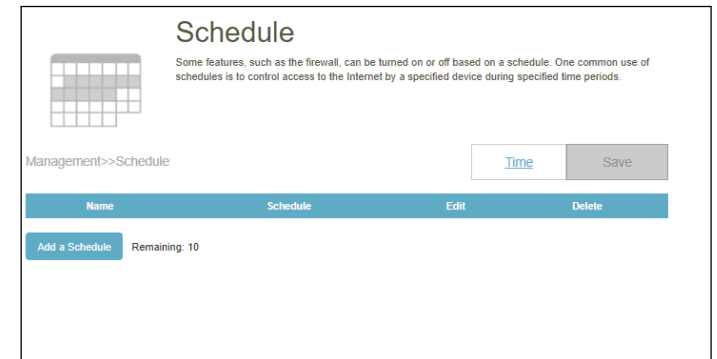 Schedule
Some features, such as the firewall, can be turned on or off based on a schedule. One common use of
schedules is to control access to the Internet by a specified device during specified time periods.
Management>>Schedule
Time
Save
Name Schedule Edit Delete
Add a Schedule Remaining: 10